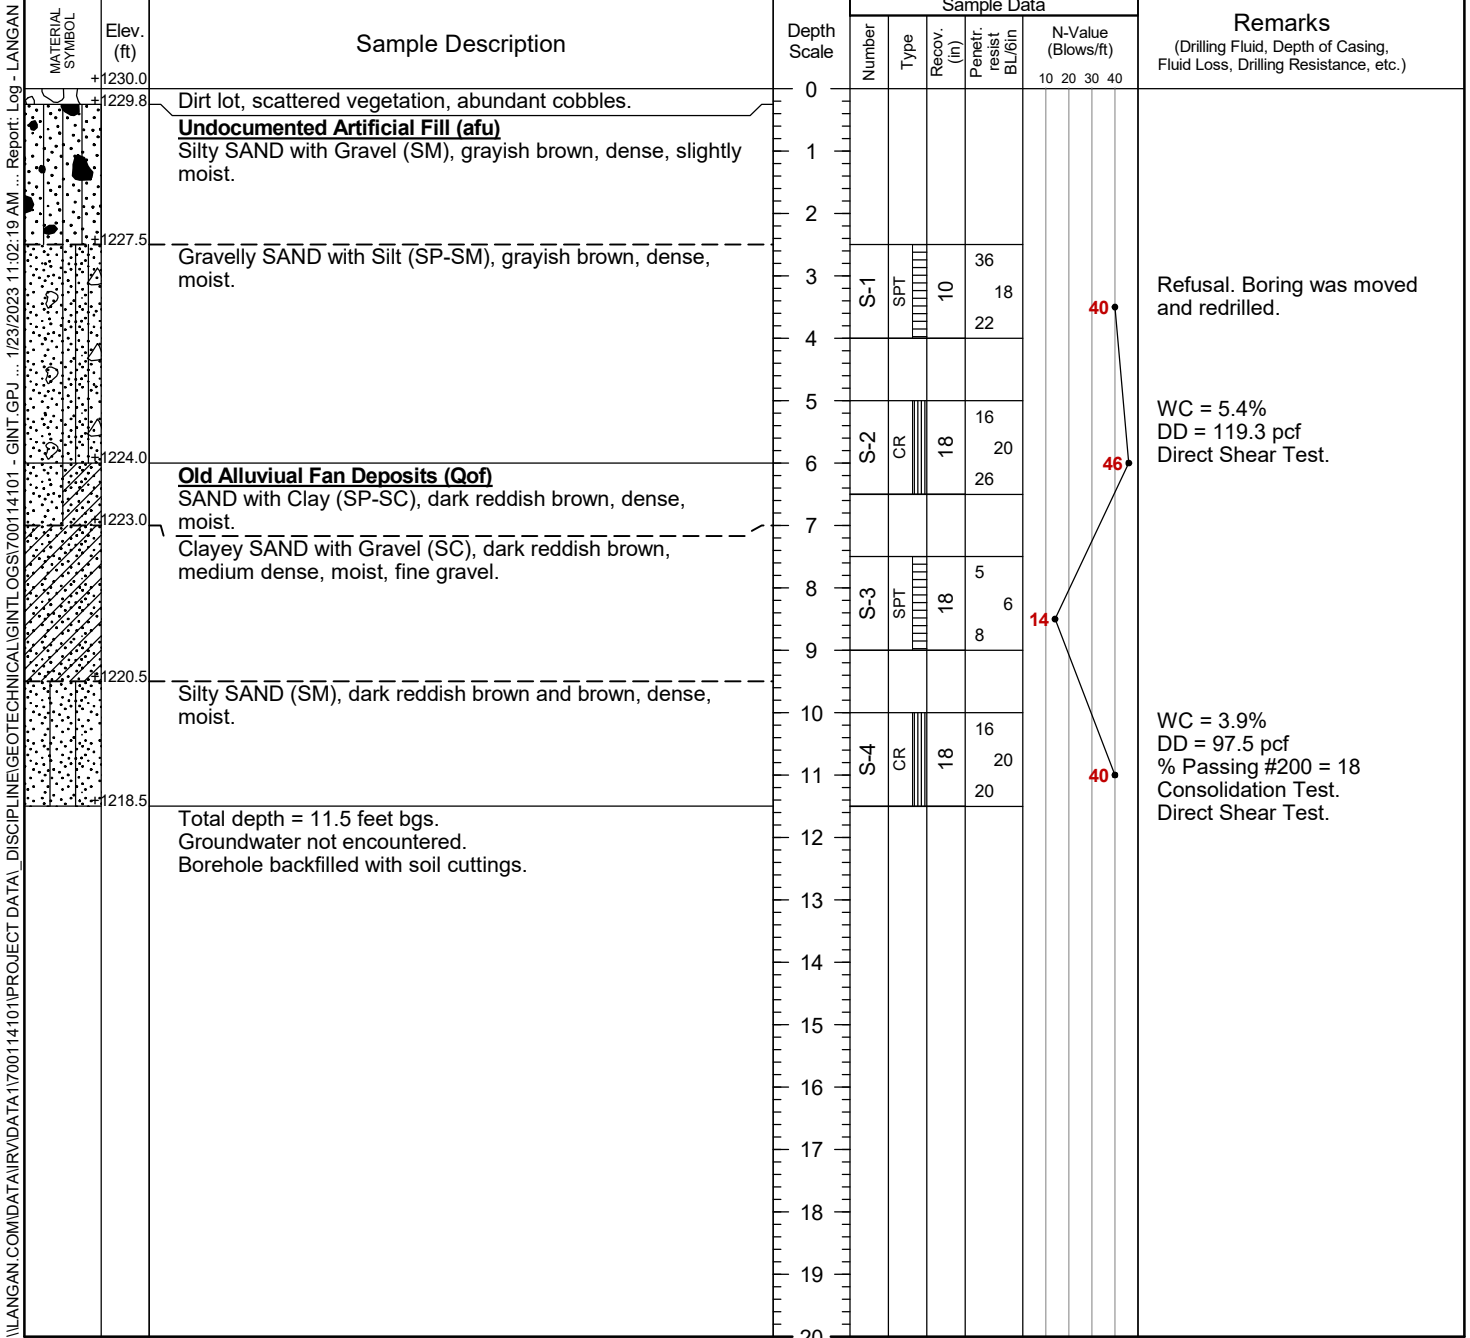 \\LANGAN.COM\DATA\IRV\DATA1\700114101\PROJECT DATA\_DISCIPLINE\GEOTECHNICAL\GINTLOGS\700114101 - GINT.GPJ ... 1/23/2023 11:02:19 AM ... Report: Log - LANGAN
MATERIAL
SYMBOL
Elev.
(ft)
Sample Description
Depth
Scale
Sample Data
Number
Type
Recov.
(in)
Penetr.
resist
BL/6in
N-Value
(Blows/ft)
10 20 30 40
Remarks
(Drilling Fluid, Depth of Casing,
Fluid Loss, Drilling Resistance, etc.)
+1230.0
0
+1229.8
Dirt lot, scattered vegetation, abundant cobbles.
Undocumented Artificial Fill (afu)
Silty SAND with Gravel (SM), grayish brown, dense, slightly
moist.
1
2
+1227.5
Gravelly SAND with Silt (SP-SM), grayish brown, dense,
moist.
3
S-1
SPT
10
36
18
22
40
Refusal. Boring was moved
and redrilled.
4
5
S-2
CR
18
16
20
26
46
WC = 5.4%
DD = 119.3 pcf
Direct Shear Test.
+1224.0
6
Old Alluviual Fan Deposits (Qof)
SAND with Clay (SP-SC), dark reddish brown, dense,
moist.
+1223.0
7
Clayey SAND with Gravel (SC), dark reddish brown,
medium dense, moist, fine gravel.
8
S-3
SPT
18
5
6
8
14
9
+1220.5
Silty SAND (SM), dark reddish brown and brown, dense,
moist.
10
S-4
CR
18
16
20
20
40
WC = 3.9%
DD = 97.5 pcf
% Passing #200 = 18
Consolidation Test.
Direct Shear Test.
11
+1218.5
Total depth = 11.5 feet bgs.
Groundwater not encountered.
Borehole backfilled with soil cuttings.
12
13
14
15
16
17
18
19
20